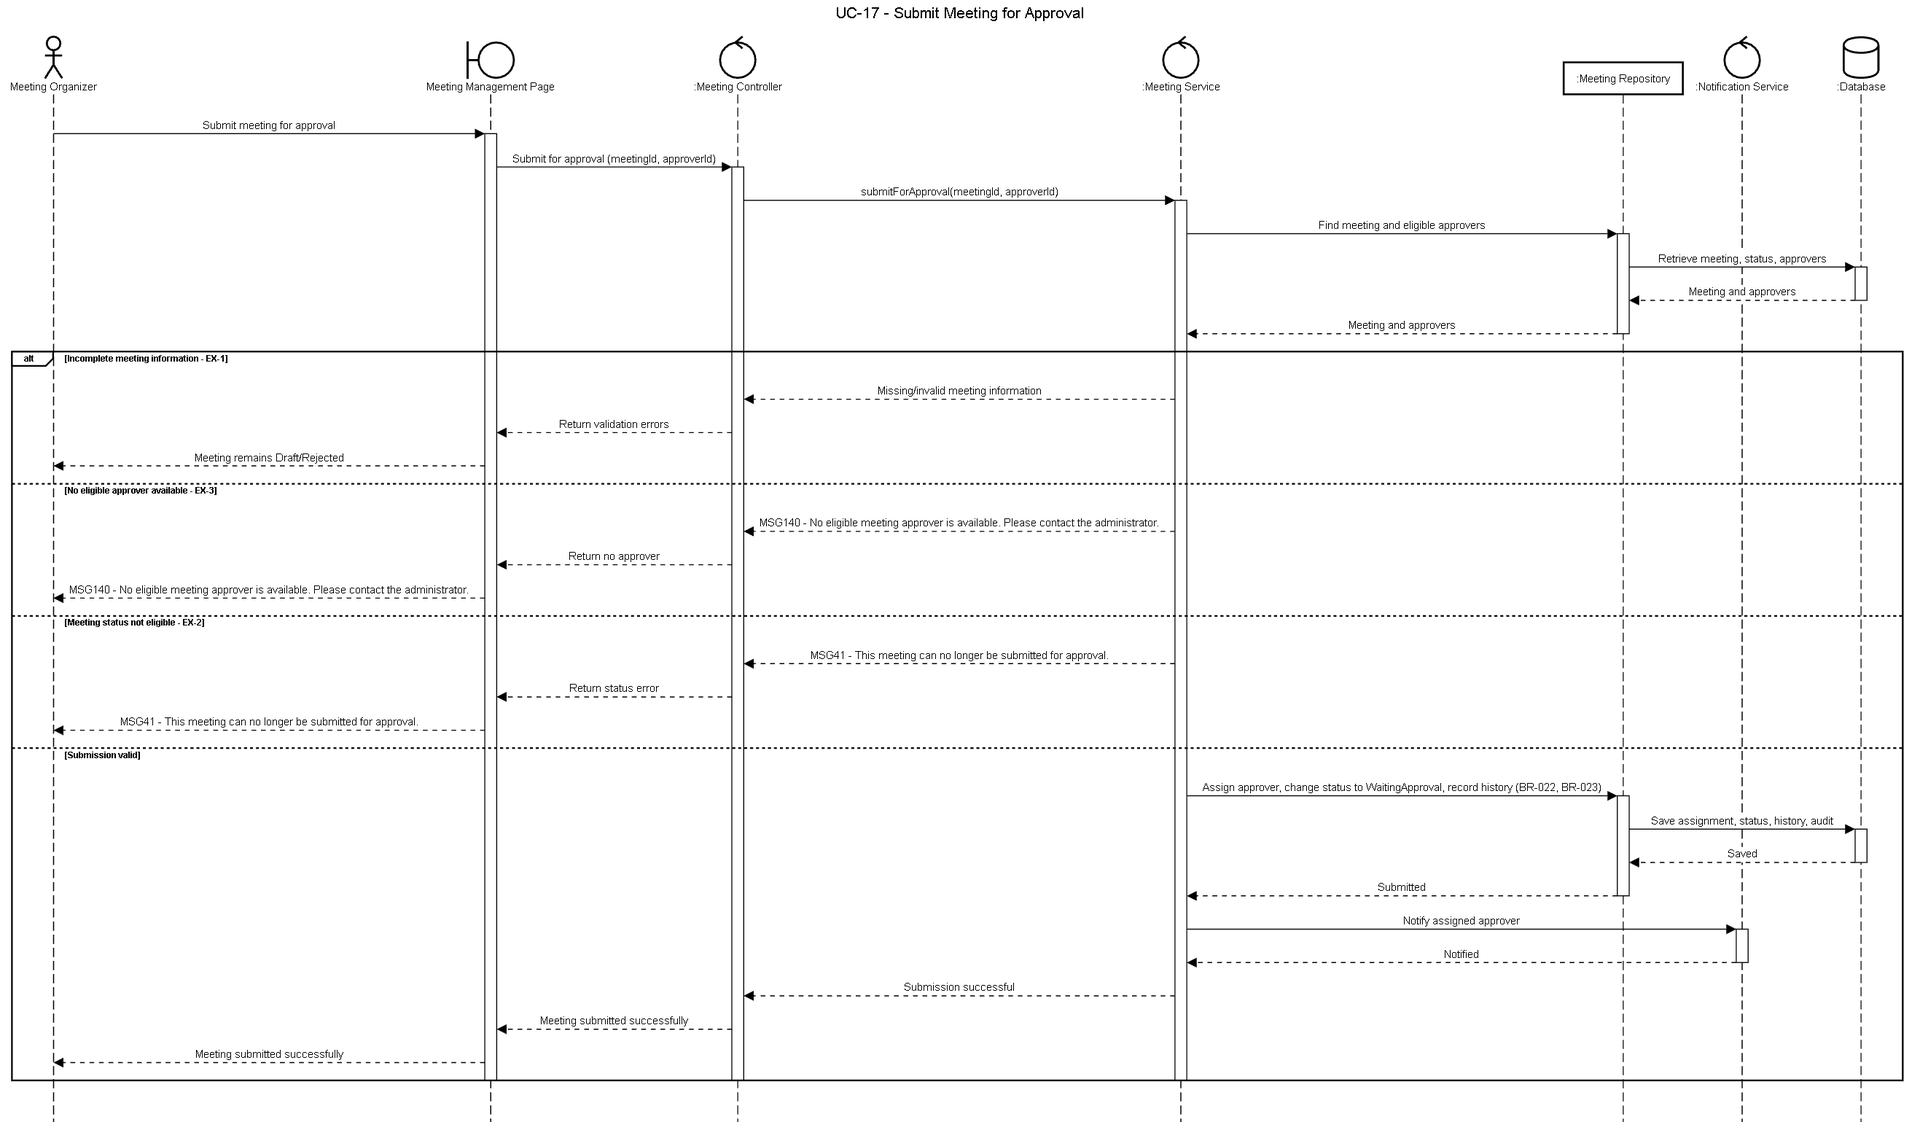 UC-17 - Submit Meeting for Approval
Meeting Organizer
Meeting Management Page
:Meeting Controller
:Meeting Service
:Meeting Repository
:Notification Service
:Database
Submit meeting for approval
Submit for approval (meetingId, approverId)
submitForApproval(meetingId, approverId)
Find meeting and eligible approvers
Retrieve meeting, status, approvers
Meeting and approvers
Meeting and approvers
alt
[Incomplete meeting information - EX-1]
Missing/invalid meeting information
Return validation errors
Meeting remains Draft/Rejected
[No eligible approver available - EX-3]
MSG140 - No eligible meeting approver is available. Please contact the administrator.
Return no approver
MSG140 - No eligible meeting approver is available. Please contact the administrator.
[Meeting status not eligible - EX-2]
MSG41 - This meeting can no longer be submitted for approval.
Return status error
MSG41 - This meeting can no longer be submitted for approval.
[Submission valid]
Assign approver, change status to WaitingApproval, record history (BR-022, BR-023)
Save assignment, status, history, audit
Saved
Submitted
Notify assigned approver
Notified
Submission successful
Meeting submitted successfully
Meeting submitted successfully